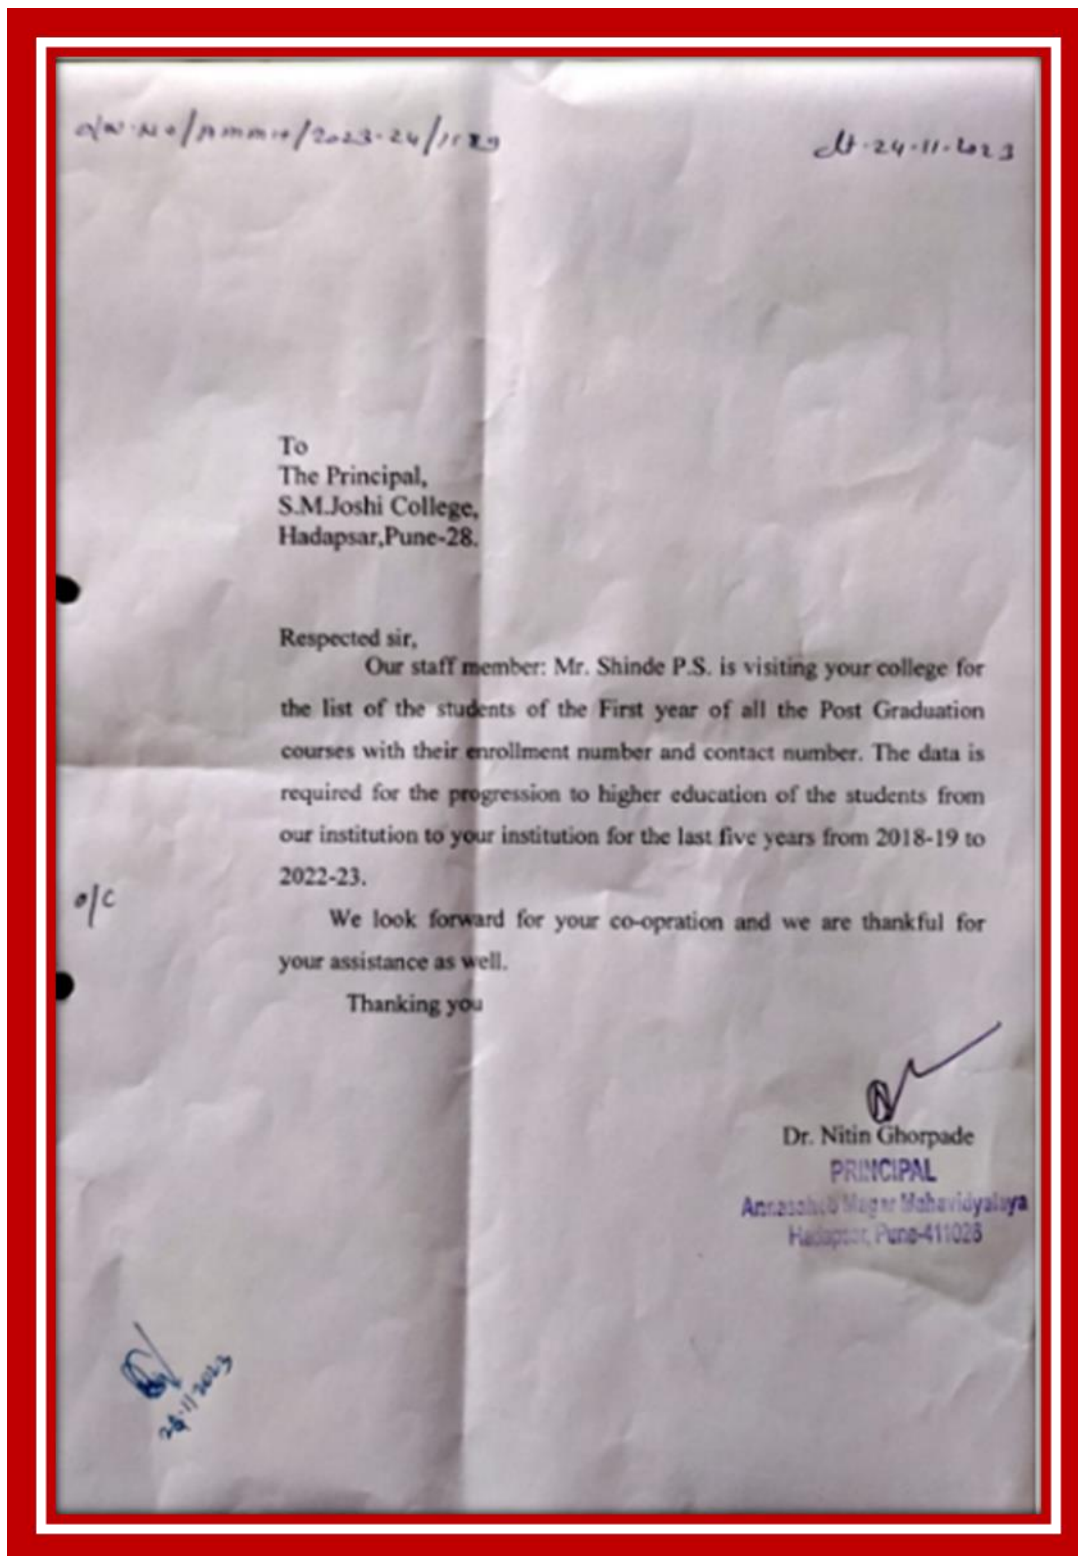 dt-24-11-2023
To
The Principal,
S.M.Joshi College,
Hadapsar,Pune-28.
Respected sir,
Our staff member: Mr. Shinde P.S. is visiting your college for
the list of the students of the First year of all the Post Graduation
courses with their enrollment number and contact number. The data is
required for the progression to higher education of the students from
our institution to your institution for the last five years from 2018-19 to
2022-23.
o/c
We look forward for your co-opration and we are thankful for
your assistance as well.
Thanking you
Dr. Nitin Ghorpade
PRINCIPAL
Annasaheb Magar Mahavidyalaya
Hadapsar, Pune-411028